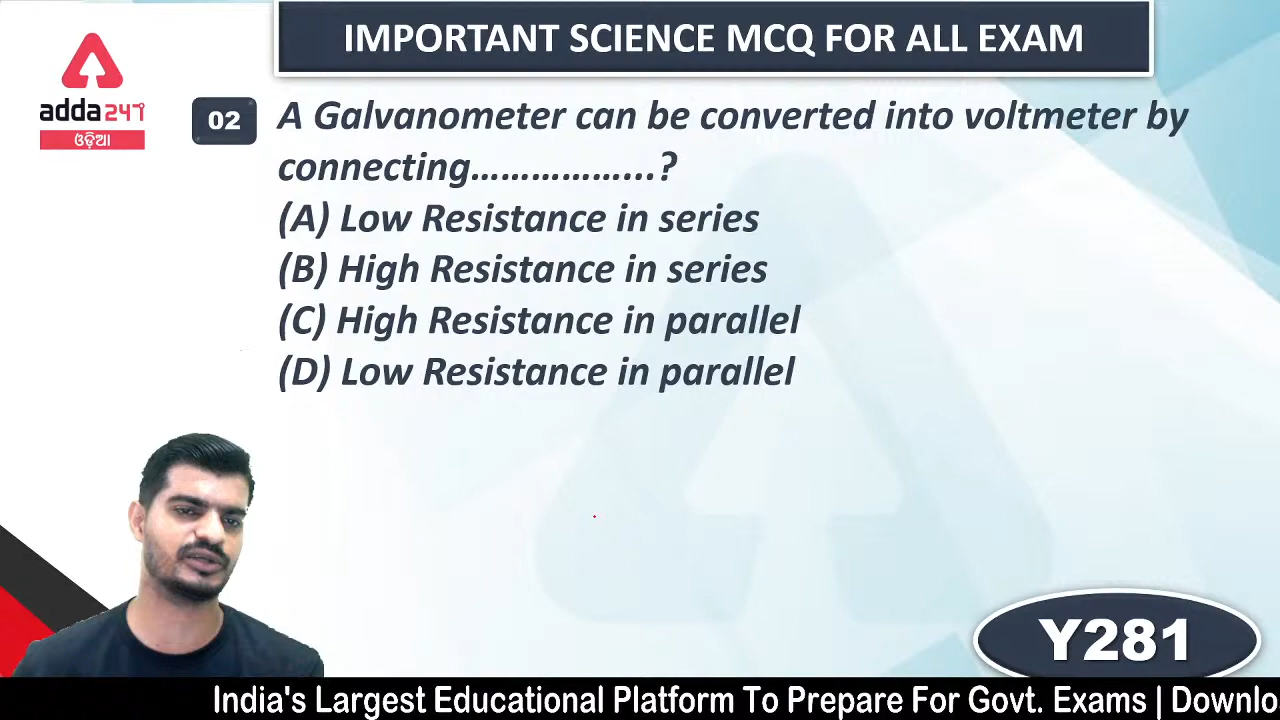 IMPORTANT SCIENCE MCQ FOR ALL EXAM
adda247
ଓଡ଼ିଆ
02
A Galvanometer can be converted into voltmeter by
connecting………………..?
(A) Low Resistance in series
(B) High Resistance in series
(C) High Resistance in parallel
(D) Low Resistance in parallel
Y281
India's Largest Educational Platform To Prepare For Govt. Exams | Downlo